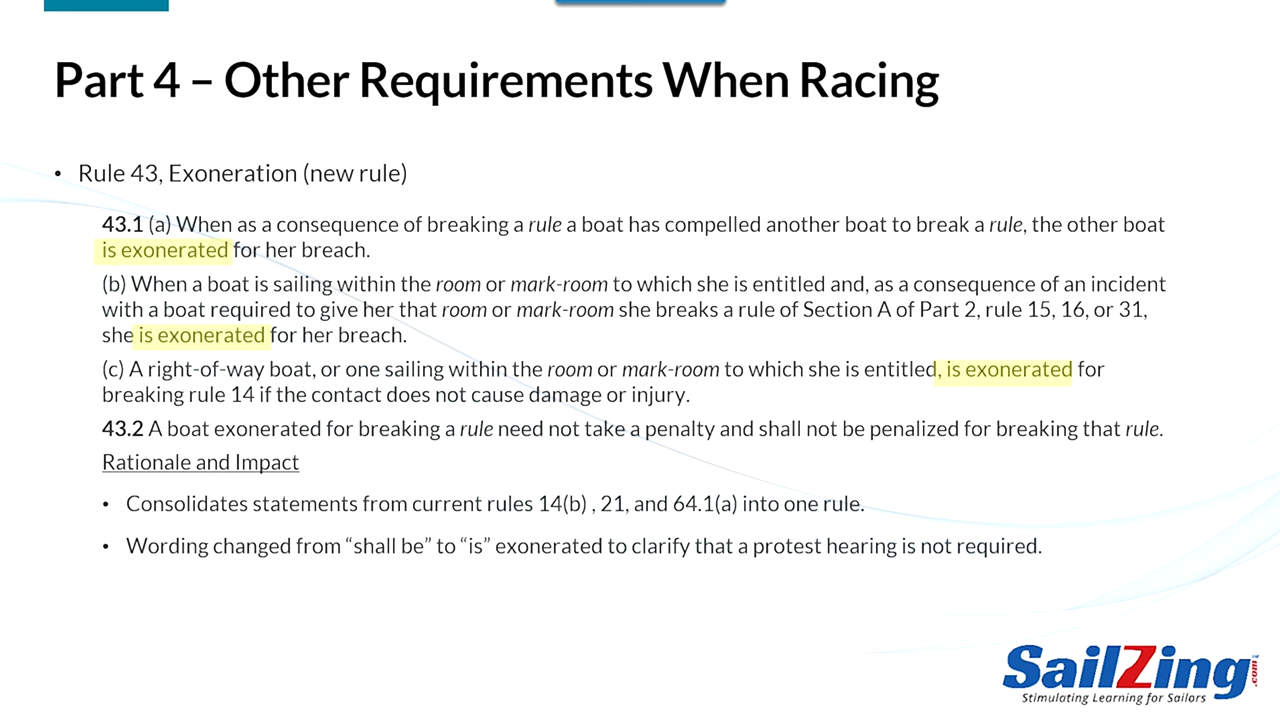 Part 4 – Other Requirements When Racing
• Rule 43, Exoneration (new rule)
43.1 (a) When as a consequence of breaking a rule a boat has compelled another boat to break a rule, the other boat
is exonerated for her breach.
(b) When a boat is sailing within the room or mark-room to which she is entitled and, as a consequence of an incident
with a boat required to give her that room or mark-room she breaks a rule of Section A of Part 2, rule 15, 16, or 31,
she is exonerated for her breach.
(c) A right-of-way boat, or one sailing within the room or mark-room to which she is entitled, is exonerated for
breaking rule 14 if the contact does not cause damage or injury.
43.2 A boat exonerated for breaking a rule need not take a penalty and shall not be penalized for breaking that rule.
Rationale and Impact
• Consolidates statements from current rules 14(b) , 21, and 64.1(a) into one rule.
• Wording changed from “shall be” to “is” exonerated to clarify that a protest hearing is not required.
SailZing.com
Stimulating Learning for Sailors